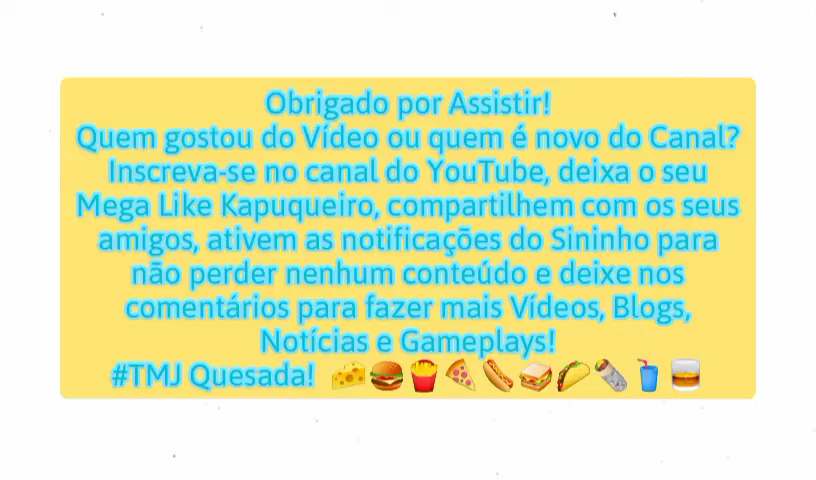 Obrigado por Assistir!
Quem gostou do Vídeo ou quem é novo do Canal?
Inscreva-se no canal do YouTube, deixa o seu
Mega Like Kapuqueiro, compartilhem com os seus
amigos, ativem as notificações do Sininho para
não perder nenhum conteúdo e deixe nos
comentários para fazer mais Vídeos, Blogs,
Notícias e Gameplays!
#TMJ Quesada! 🧀🍔🍟🍕🌭🥪🌮🌯🥤🥃